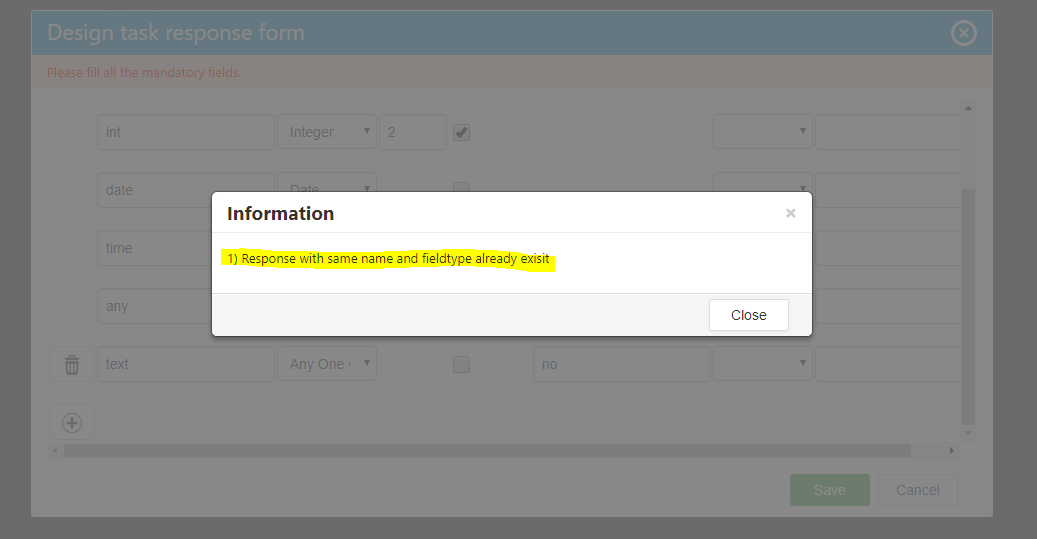 Design task response form
Please fill all the mandatory fields.
int Integer 2
date Date
Information
1) Response with same name and fieldtype already exisit
time
any
Close
text Any One no
Save Cancel